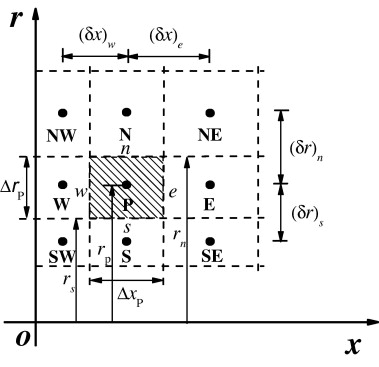 r
(δx)w (δx)e
NW N NE
n
(δr)n
ΔrP
W w P e E
s
(δr)s
SW S SE
rs rp rn
ΔxP
o x